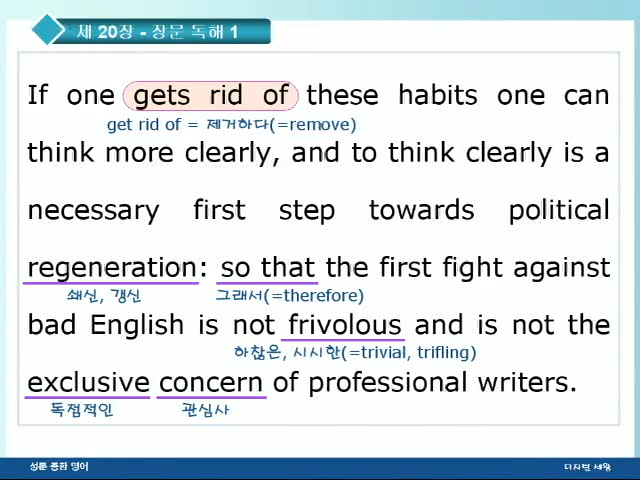 제 20장 - 장문 독해 1
If one gets rid of these habits one can
get rid of = 제거하다(=remove)
think more clearly, and to think clearly is a
necessary first step towards political
regeneration: so that the first fight against
쇄신, 갱신 그래서(=therefore)
bad English is not frivolous and is not the
하찮은, 시시한(=trivial, trifling)
exclusive concern of professional writers.
독점적인 관심사
성문 종합 영어 디지털 세왕